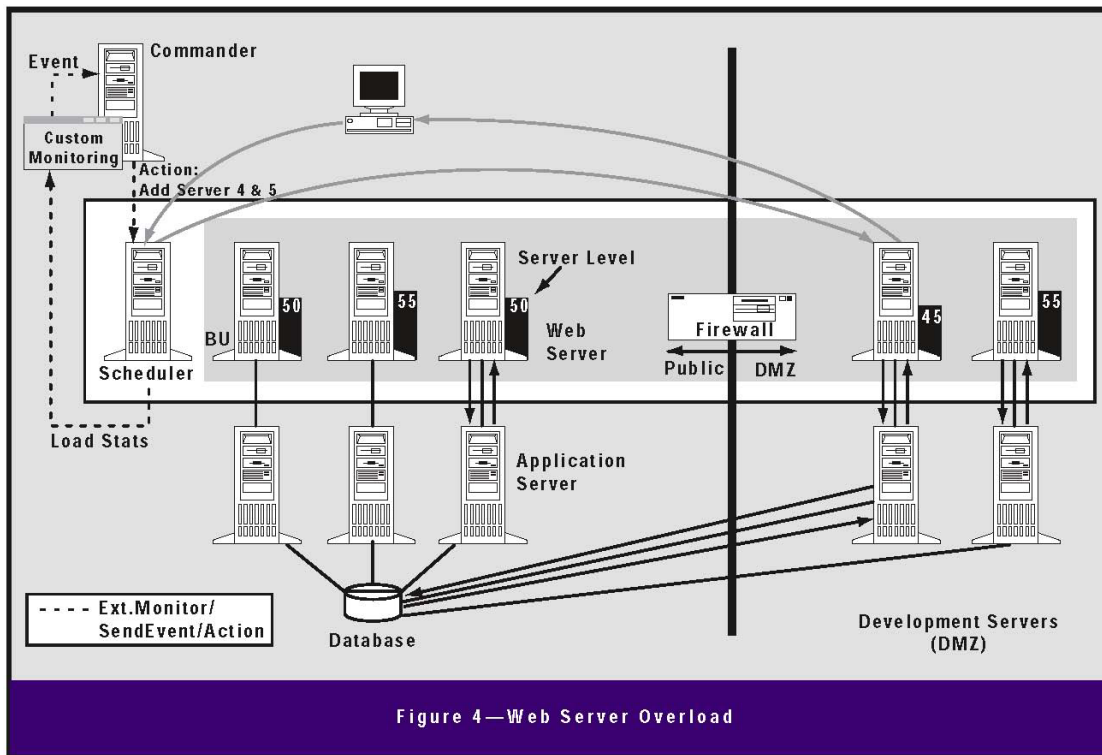 Commander
Event
Custom
Monitoring
Action:
Add Server 4 & 5
Server Level
50
55
50
45
55
BU
Web
Server
Firewall
Public
DMZ
Scheduler
Load Stats
Application
Server
- - - - Ext.Monitor/
SendEvent/Action
Database
Development Servers
(DMZ)
Figure 4—Web Server Overload